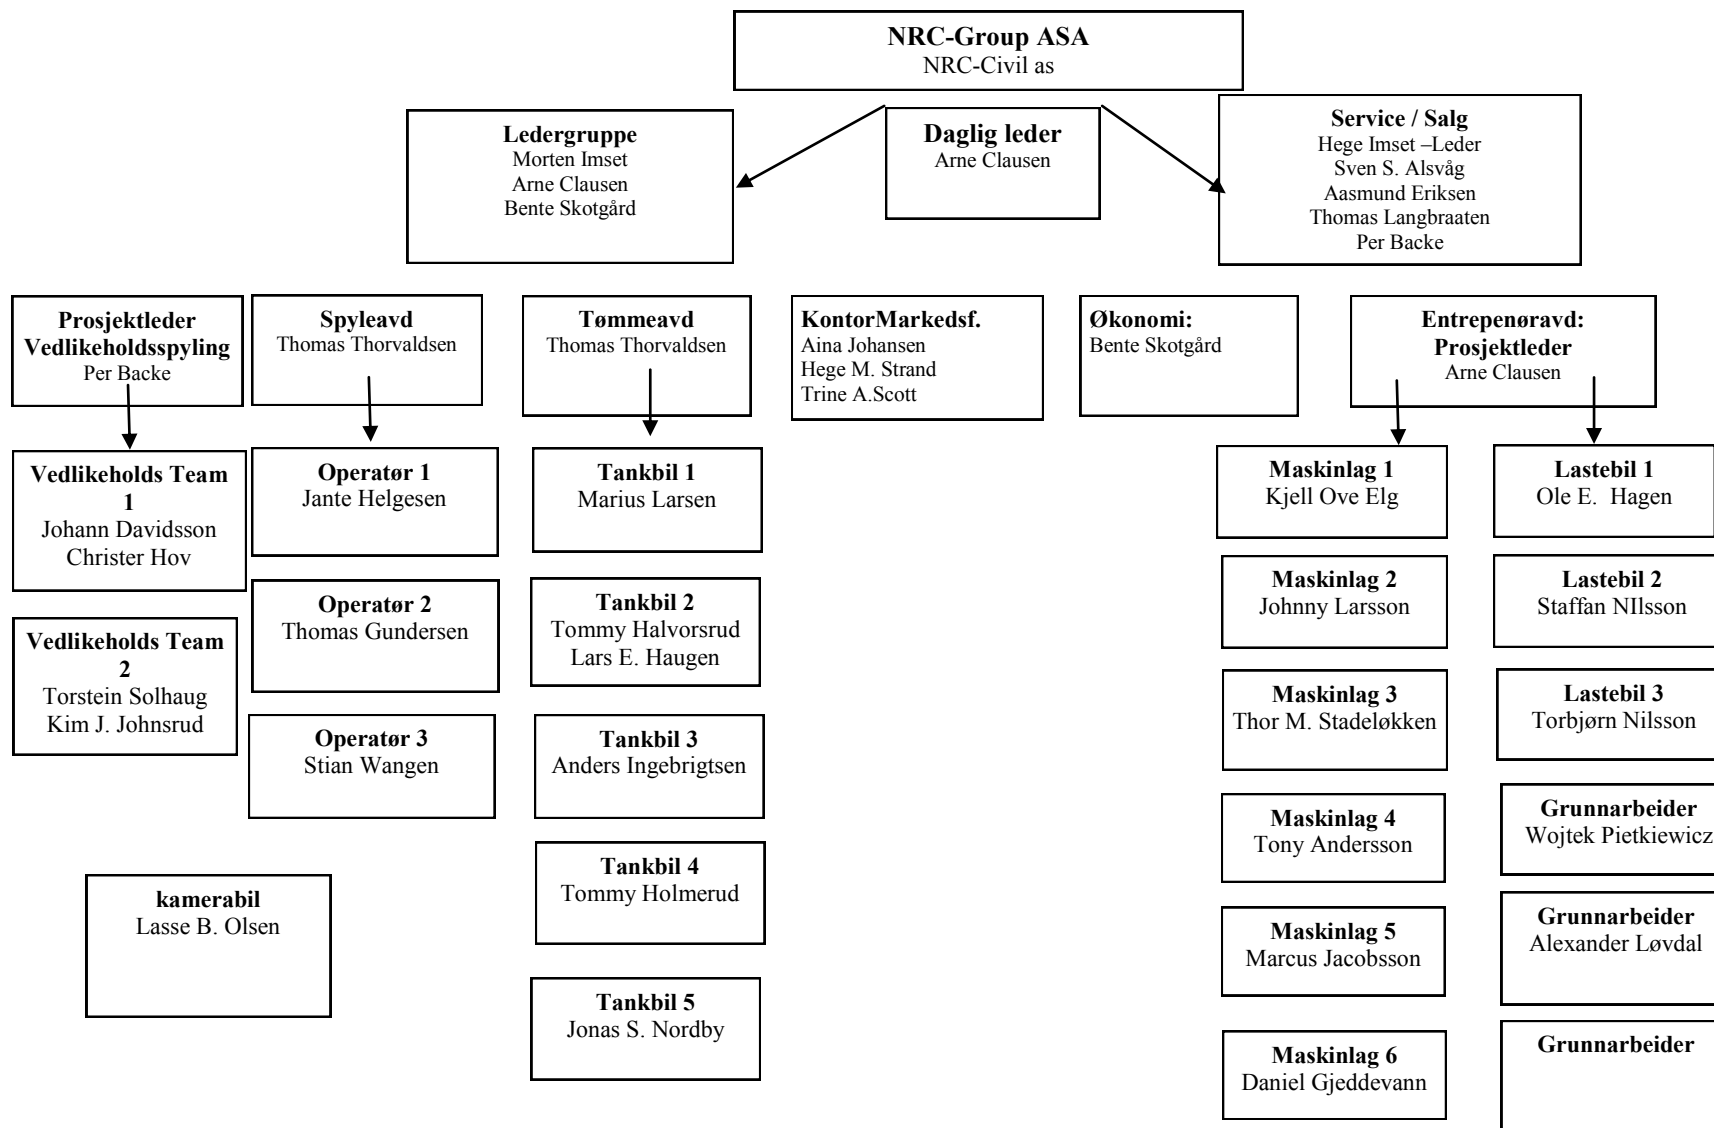 NRC-Group ASA
NRC-Civil as
Ledergruppe
Morten Imset
Arne Clausen
Bente Skotgård
Daglig leder
Arne Clausen
Service / Salg
Hege Imset –Leder
Sven S. Alsvåg
Aasmund Eriksen
Thomas Langbraaten
Per Backe
Prosjektleder
Vedlikeholdsspyling
Per Backe
Spyleavd
Thomas Thorvaldsen
Tømmeavd
Thomas Thorvaldsen
KontorMarkedsf.
Aina Johansen
Hege M. Strand
Trine A.Scott
Økonomi:
Bente Skotgård
Entrepenøravd:
Prosjektleder
Arne Clausen
Vedlikeholds Team
1
Johann Davidsson
Christer Hov
Vedlikeholds Team
2
Torstein Solhaug
Kim J. Johnsrud
kamerabil
Lasse B. Olsen
Operatør 1
Jante Helgesen
Operatør 2
Thomas Gundersen
Operatør 3
Stian Wangen
Tankbil 1
Marius Larsen
Tankbil 2
Tommy Halvorsrud
Lars E. Haugen
Tankbil 3
Anders Ingebrigtsen
Tankbil 4
Tommy Holmerud
Tankbil 5
Jonas S. Nordby
Maskinlag 1
Kjell Ove Elg
Maskinlag 2
Johnny Larsson
Maskinlag 3
Thor M. Stadeløkken
Maskinlag 4
Tony Andersson
Maskinlag 5
Marcus Jacobsson
Maskinlag 6
Daniel Gjeddevann
Lastebil 1
Ole E. Hagen
Lastebil 2
Staffan NIlsson
Lastebil 3
Torbjørn Nilsson
Grunnarbeider
Wojtek Pietkiewicz
Grunnarbeider
Alexander Løvdal
Grunnarbeider